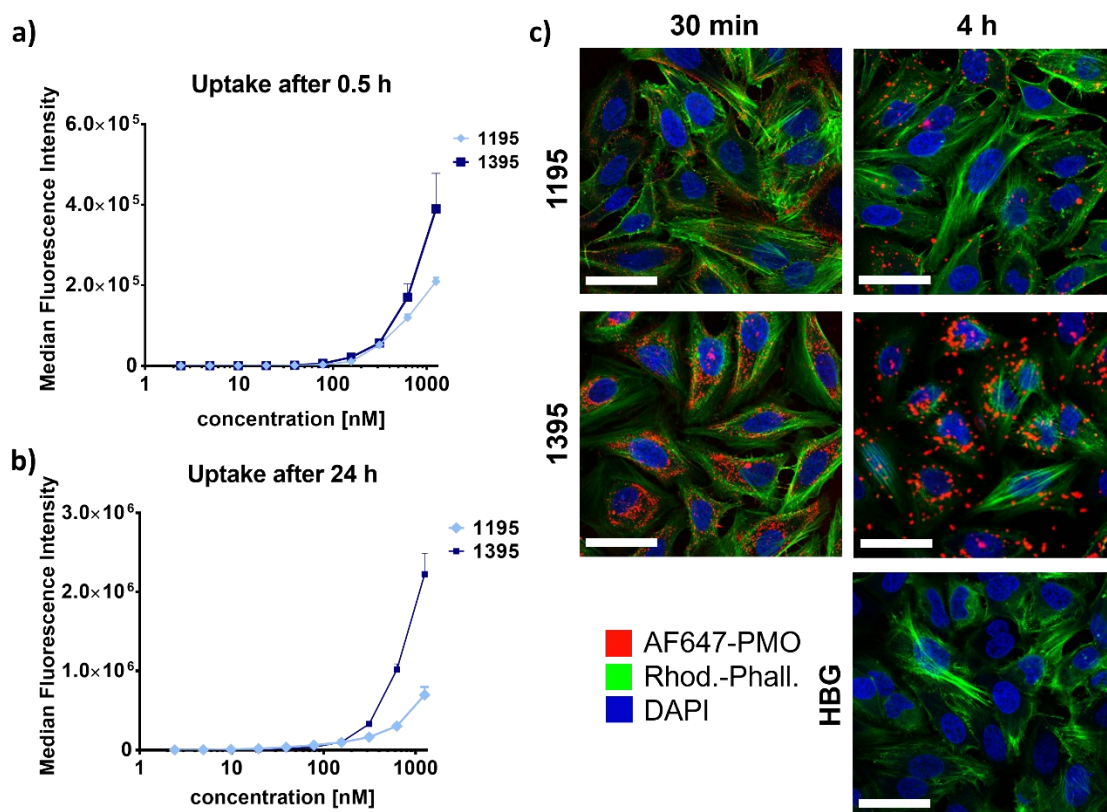 a)
Uptake after 0.5 h
Median Fluorescence Intensity
6.0×10⁵
4.0×10⁵
2.0×10⁵
0
1 10 100 1000
concentration [nM]
1195
1395
b)
Uptake after 24 h
Median Fluorescence Intensity
3.0×10⁶
2.0×10⁶
1.0×10⁶
0
1 10 100 1000
concentration [nM]
1195
1395
c)
30 min 4 h
1195
1395
HBG
AF647-PMO
Rhod.-Phall.
DAPI